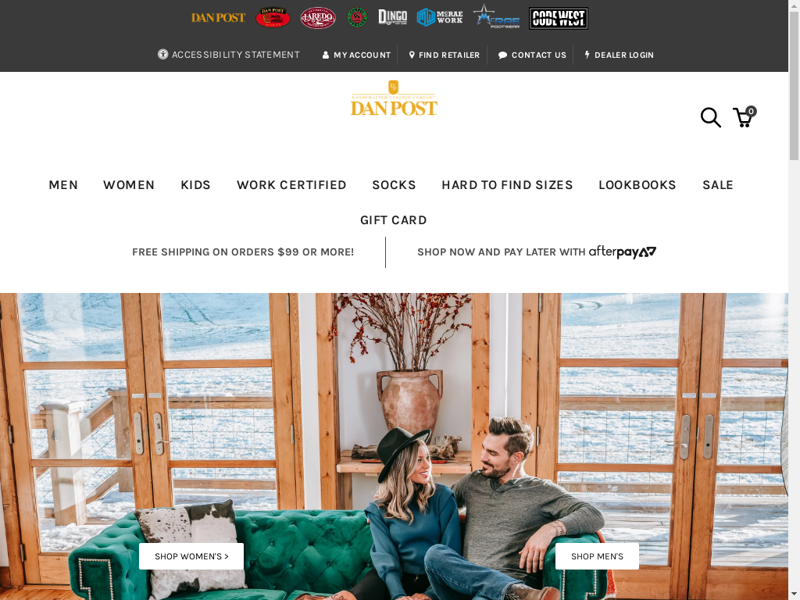 DAN POST DAN POST LAREDO DINGO McRAE WORK FORGE FOOTWEAR CODE WEST
ACCESSIBILITY STATEMENT MY ACCOUNT FIND RETAILER CONTACT US DEALER LOGIN
DAN POST
0
MEN WOMEN KIDS WORK CERTIFIED SOCKS HARD TO FIND SIZES LOOKBOOKS SALE
GIFT CARD
FREE SHIPPING ON ORDERS $99 OR MORE! SHOP NOW AND PAY LATER WITH afterpay
SHOP WOMEN'S > SHOP MEN'S